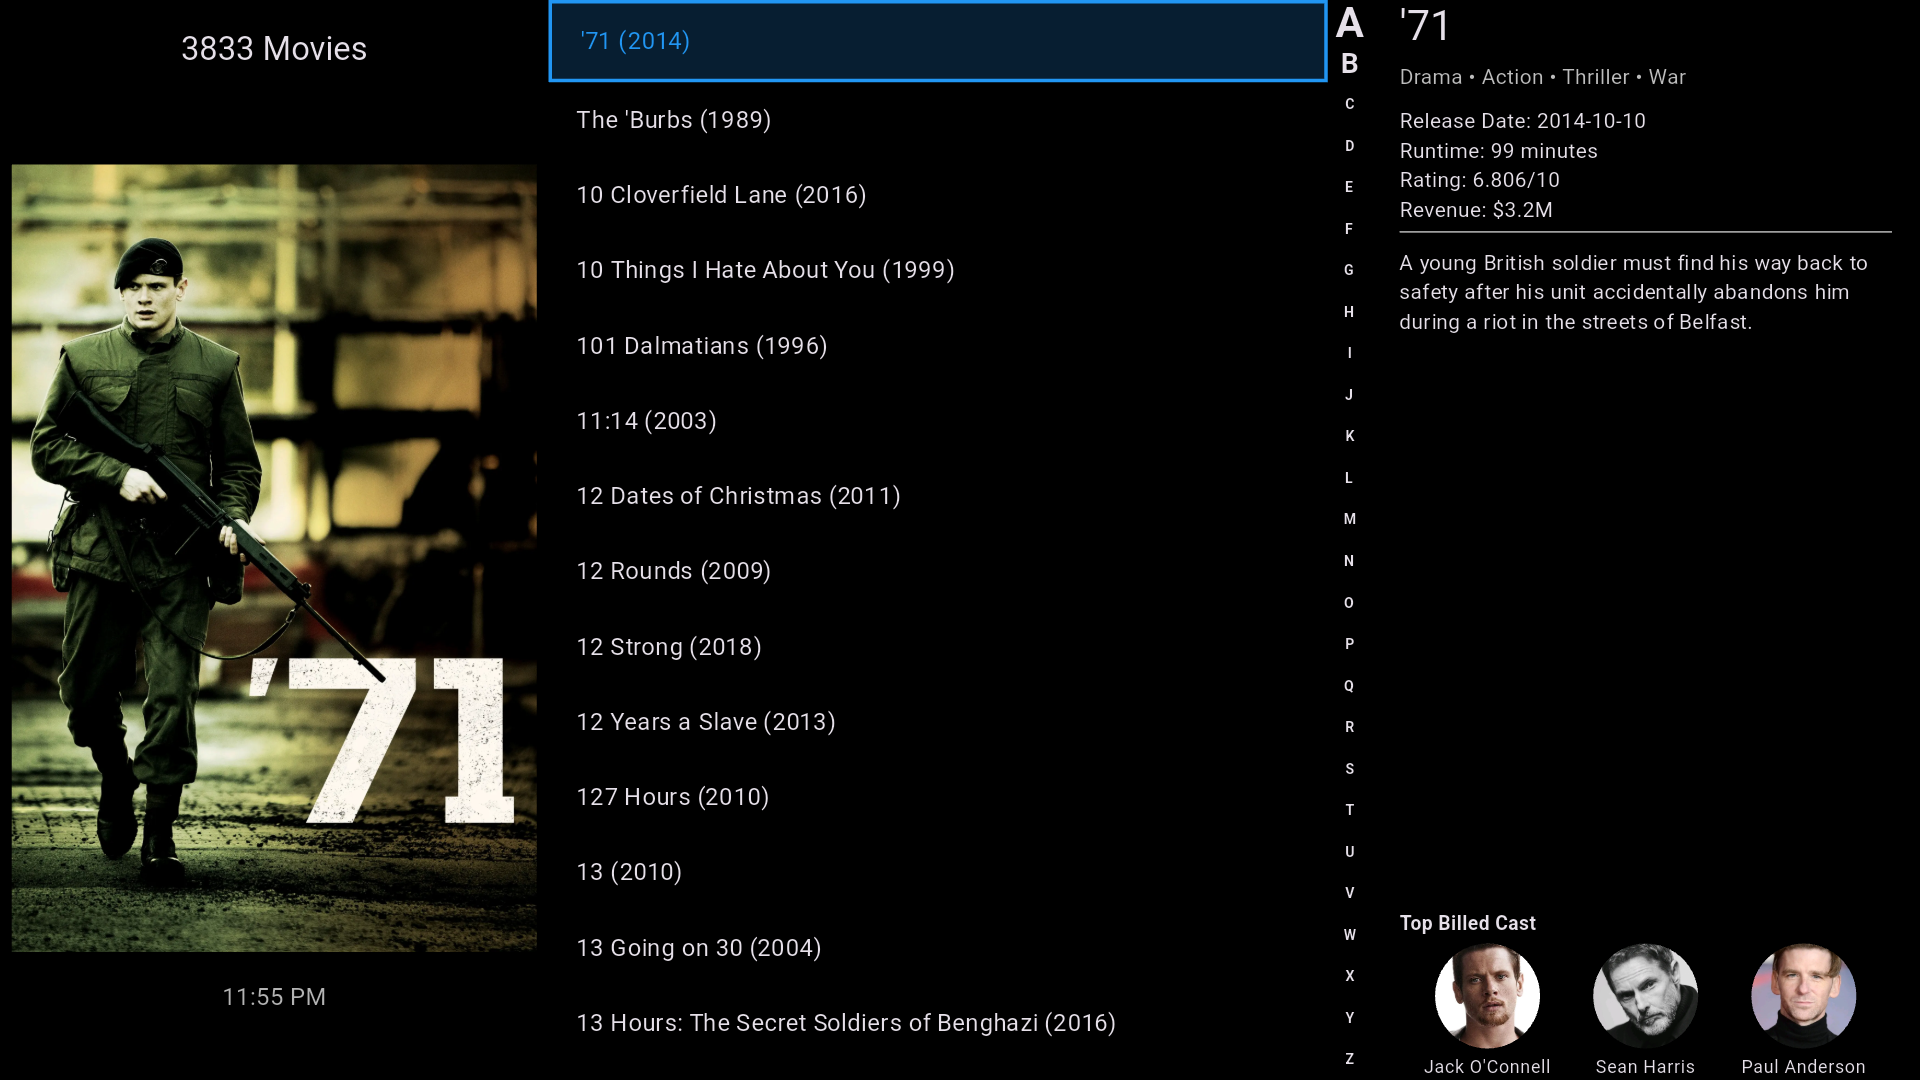 3833 Movies
'71
11:55 PM
'71 (2014)
The 'Burbs (1989)
10 Cloverfield Lane (2016)
10 Things I Hate About You (1999)
101 Dalmatians (1996)
11:14 (2003)
12 Dates of Christmas (2011)
12 Rounds (2009)
12 Strong (2018)
12 Years a Slave (2013)
127 Hours (2010)
13 (2010)
13 Going on 30 (2004)
13 Hours: The Secret Soldiers of Benghazi (2016)
A
B
C
D
E
F
G
H
I
J
K
L
M
N
O
P
Q
R
S
T
U
V
W
X
Y
Z
'71
Drama • Action • Thriller • War
Release Date: 2014-10-10
Runtime: 99 minutes
Rating: 6.806/10
Revenue: $3.2M
A young British soldier must find his way back to
safety after his unit accidentally abandons him
during a riot in the streets of Belfast.
Top Billed Cast
Jack O'Connell
Sean Harris
Paul Anderson